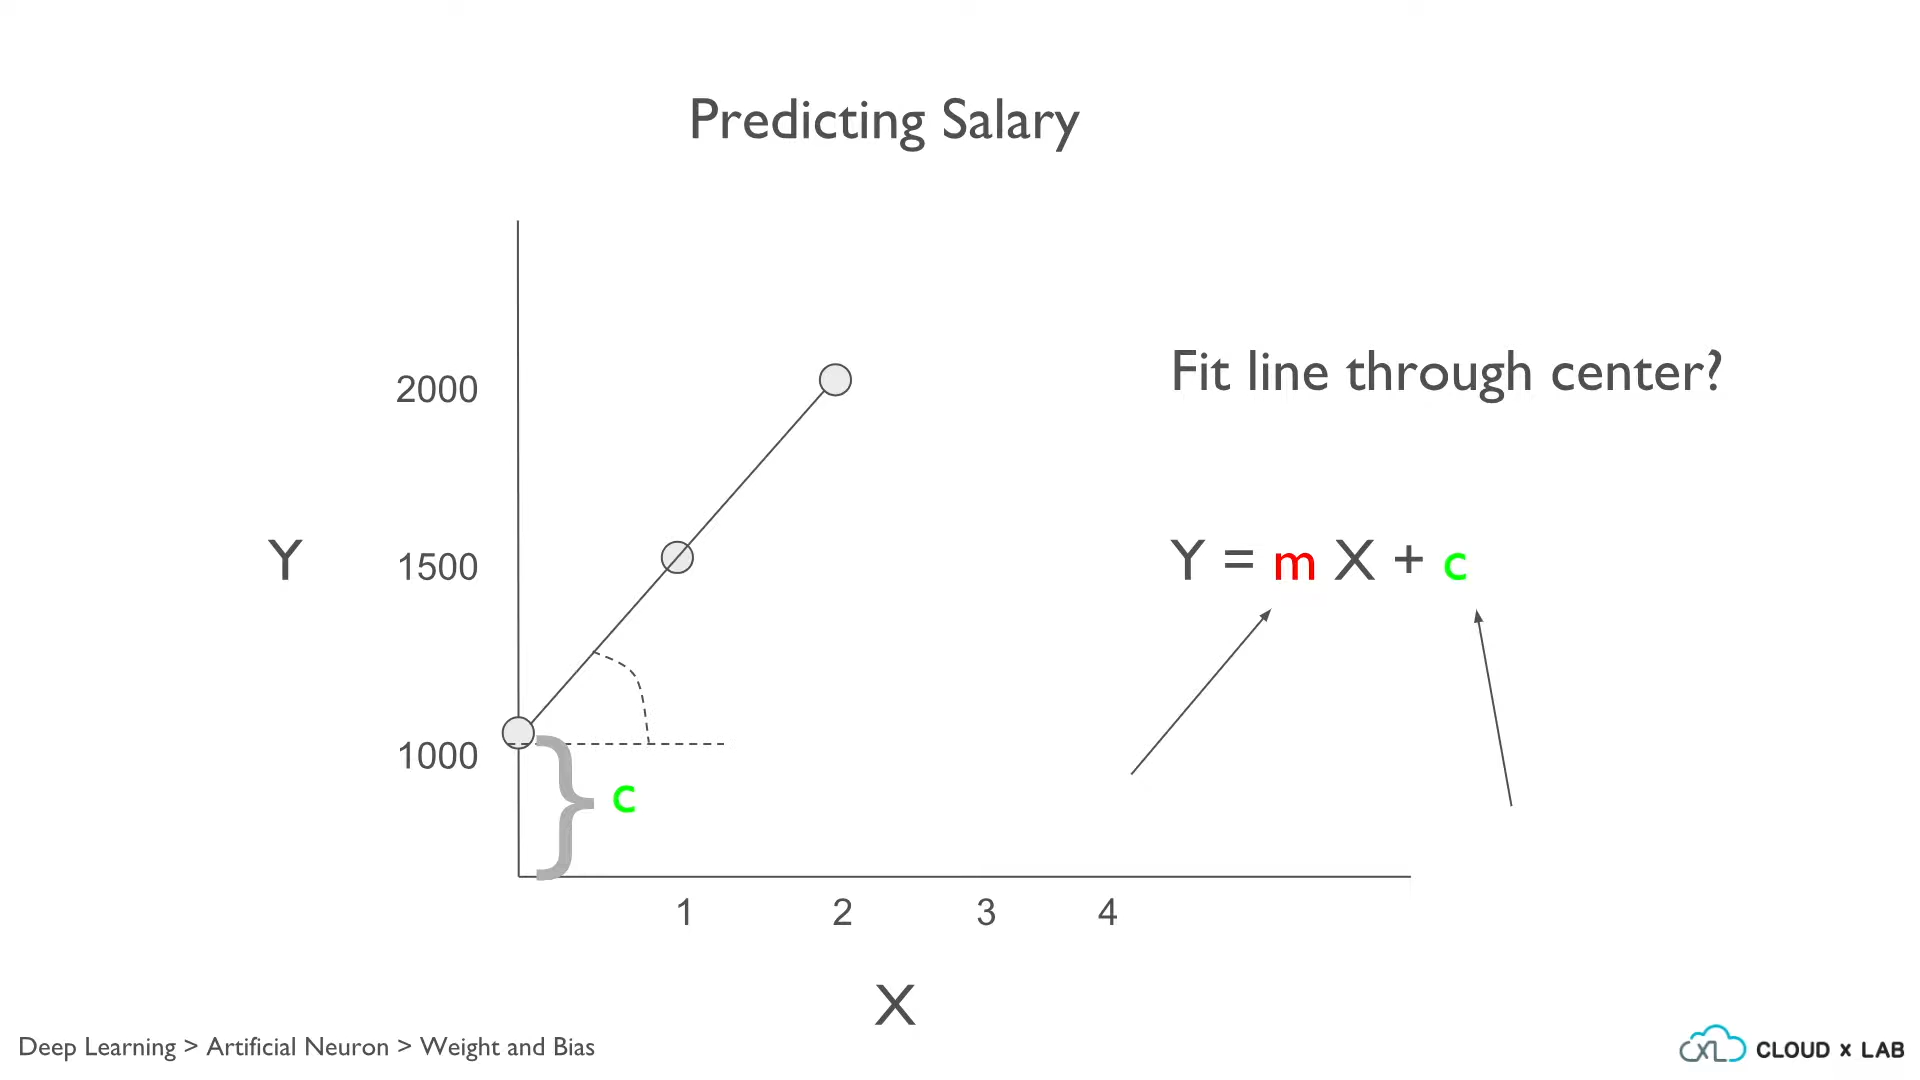 Predicting Salary
2000
Fit line through center?
Y
1500
Y = m X + c
1000
c
1 2 3 4
X
Deep Learning > Artificial Neuron > Weight and Bias
CXL CLOUD x LAB